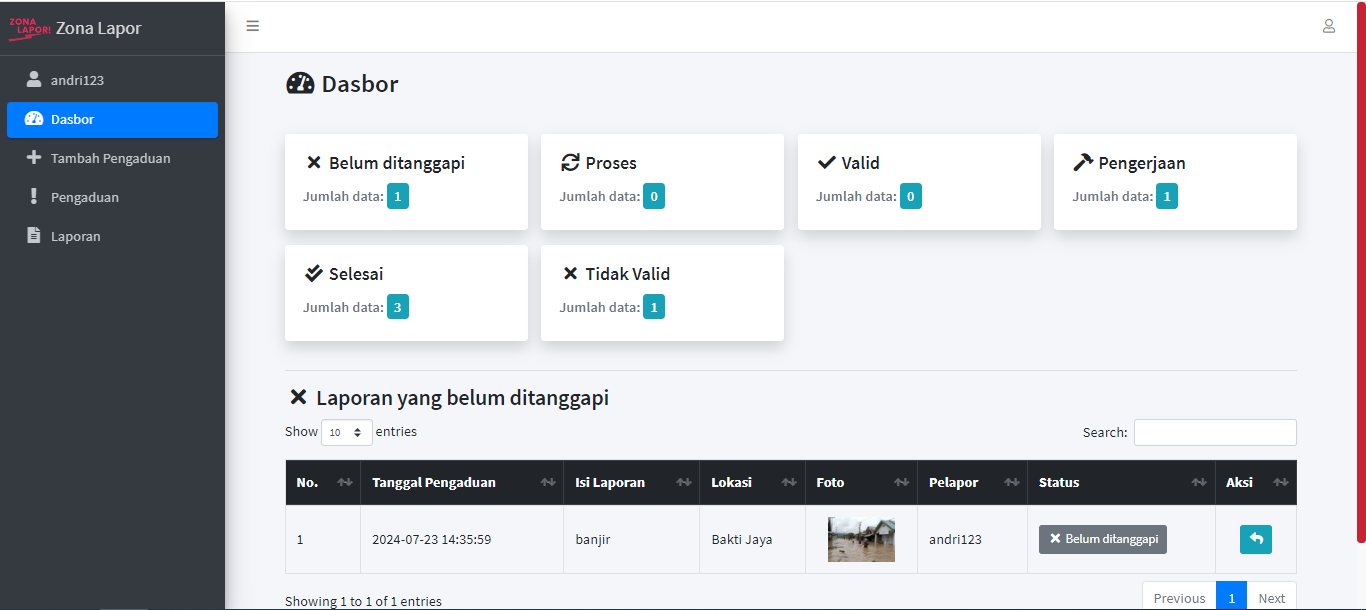 ZONA
LAPOR!
Zona Lapor
andri123
Dasbor
Tambah Pengaduan
Pengaduan
Laporan
Dasbor
Belum ditanggapi
Jumlah data: 1
Proses
Jumlah data: 0
Valid
Jumlah data: 0
Pengerjaan
Jumlah data: 1
Selesai
Jumlah data: 3
Tidak Valid
Jumlah data: 1
Laporan yang belum ditanggapi
Show 10 entries
Search:
No. Tanggal Pengaduan Isi Laporan Lokasi Foto Pelapor Status Aksi
1 2024-07-23 14:35:59 banjir Bakti Jaya andri123 Belum ditanggapi
Showing 1 to 1 of 1 entries
Previous 1 Next